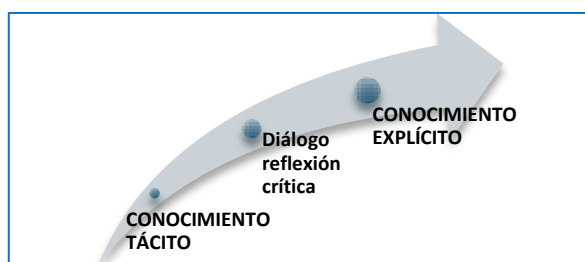 CONOCIMIENTO
EXPLÍCITO
Diálogo
reflexión
crítica
CONOCIMIENTO
TÁCITO